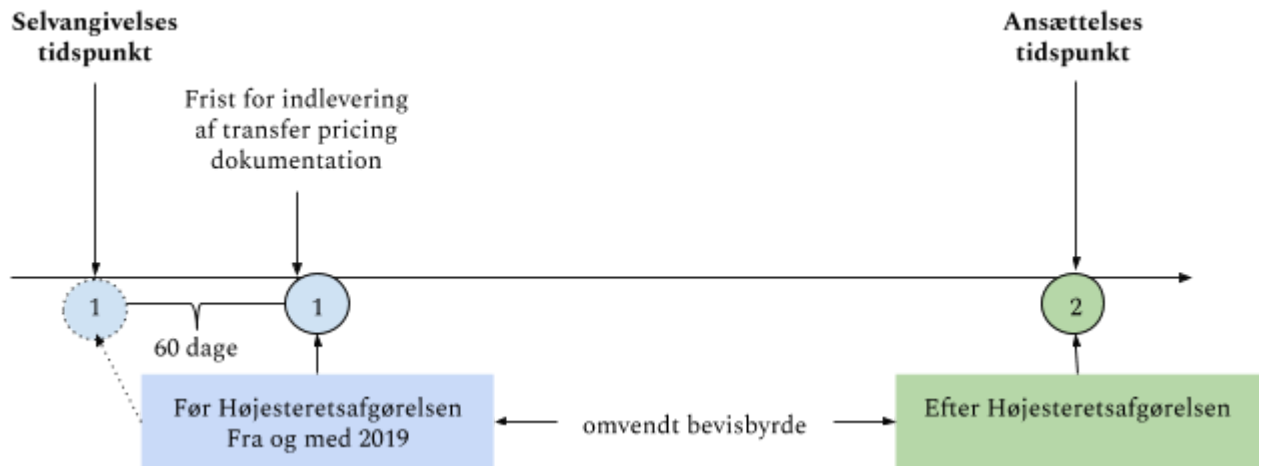 Selvangivelses
tidspunkt
Ansættelses
tidspunkt
Frist for indlevering
af transfer pricing
dokumentation
1
1
2
60 dage
Før Højesteretsafgørelsen
Fra og med 2019
omvendt bevisbyrde
Efter Højesteretsafgørelsen